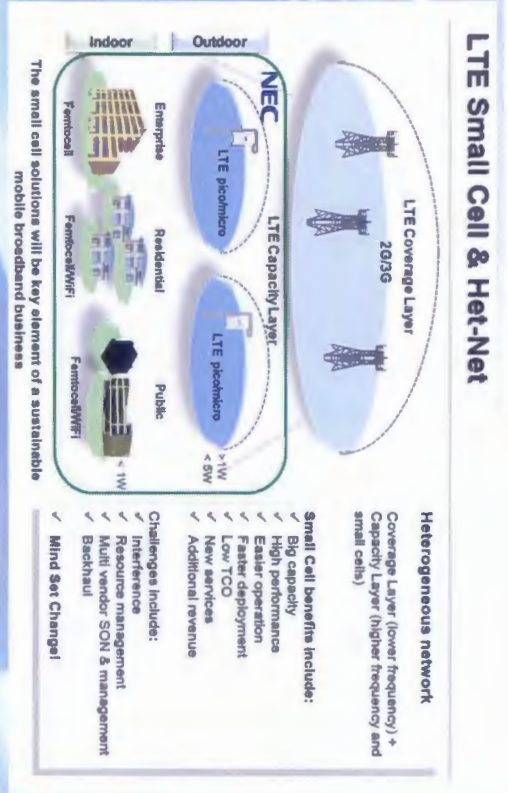 LTE Small Cell & Het-Net
LTE Coverage Layer
2G/3G
NEC
LTE Capacity Layer
Outdoor
LTE pico/micro
LTE pico/micro
>1W
< 5W
Indoor
Enterprise
Residential
Public
< 1W
Femtocell
Femtocell/WiFi
Femtocell/WiFi
The small cell solutions will be key element of a sustainable
mobile broadband business
Heterogeneous network
Coverage Layer (lower frequency) +
Capacity Layer (higher frequency and
small cells)
Small Cell benefits include:
✓ Big capacity
✓ High performance
✓ Easier operation
✓ Faster deployment
✓ Low TCO
✓ New services
✓ Additional revenue
Challenges include:
✓ Interference
✓ Resource management
✓ Multi vendor SON & management
✓ Backhaul
✓ Mind Set Change!